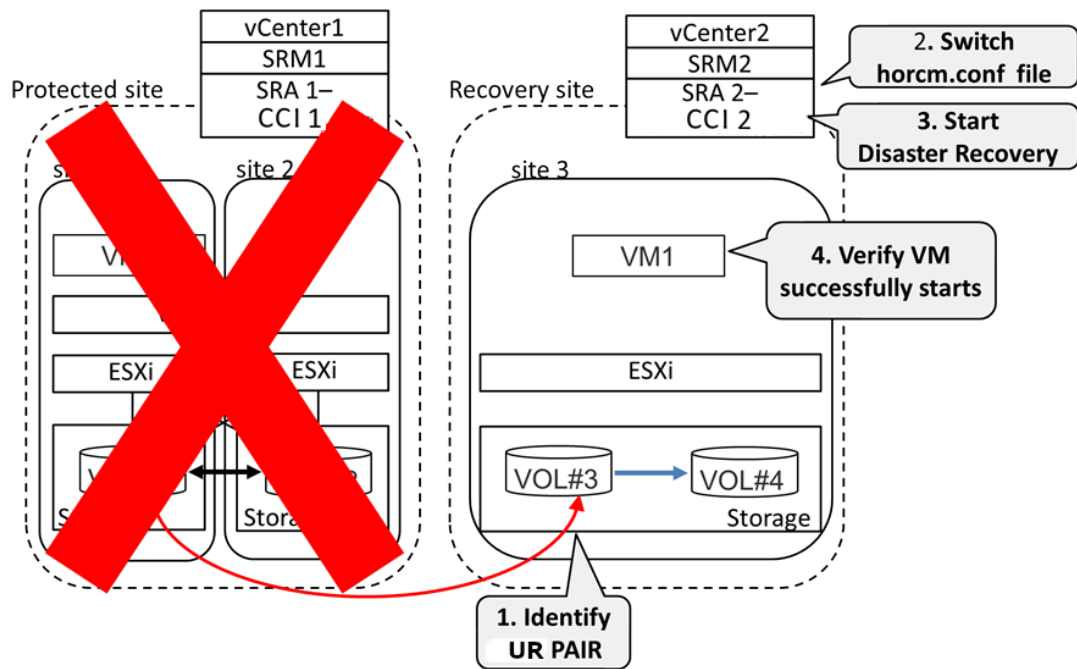 vCenter1
SRM1
SRA 1–
CCI 1
vCenter2
SRM2
SRA 2–
CCI 2
2. Switch
horcm.conf file
3. Start
Disaster Recovery
Protected site
Recovery site
site 2
site 3
VM1
4. Verify VM
successfully starts
ESXi
ESXi
ESXi
VOL#3
VOL#4
Storage
1. Identify
UR PAIR